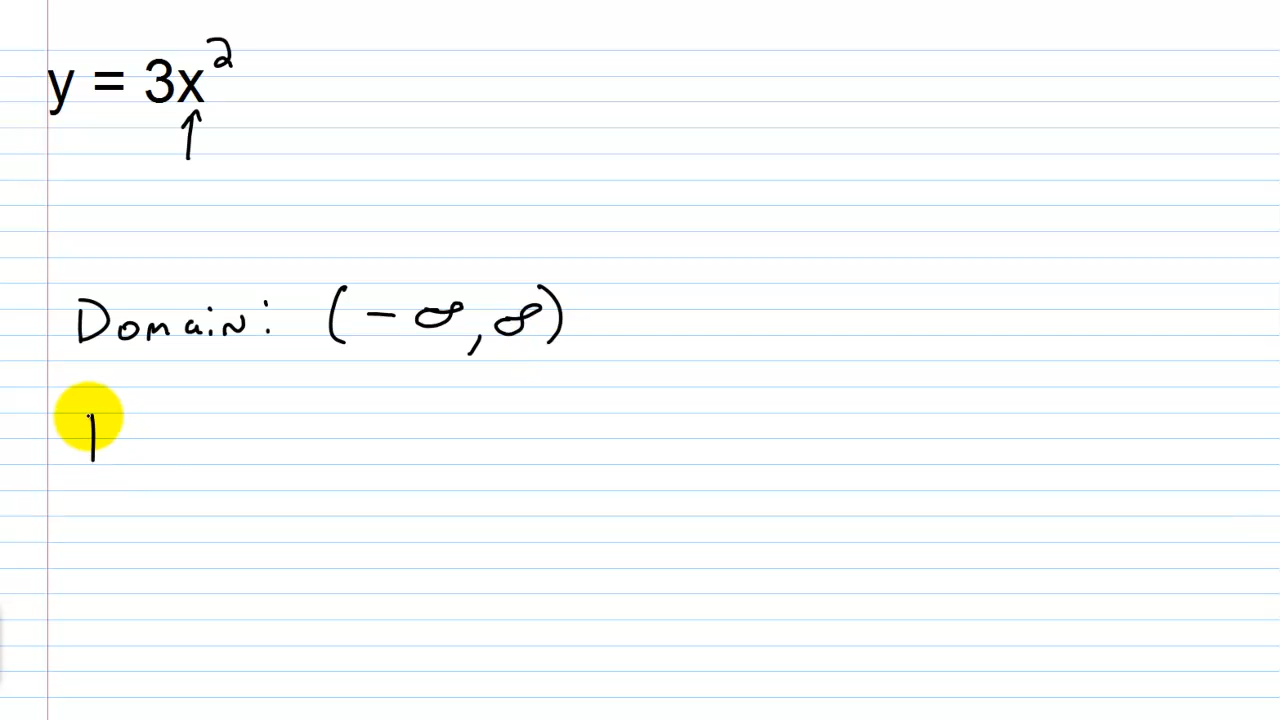 y = 3x²
Domain: (-∞, ∞)